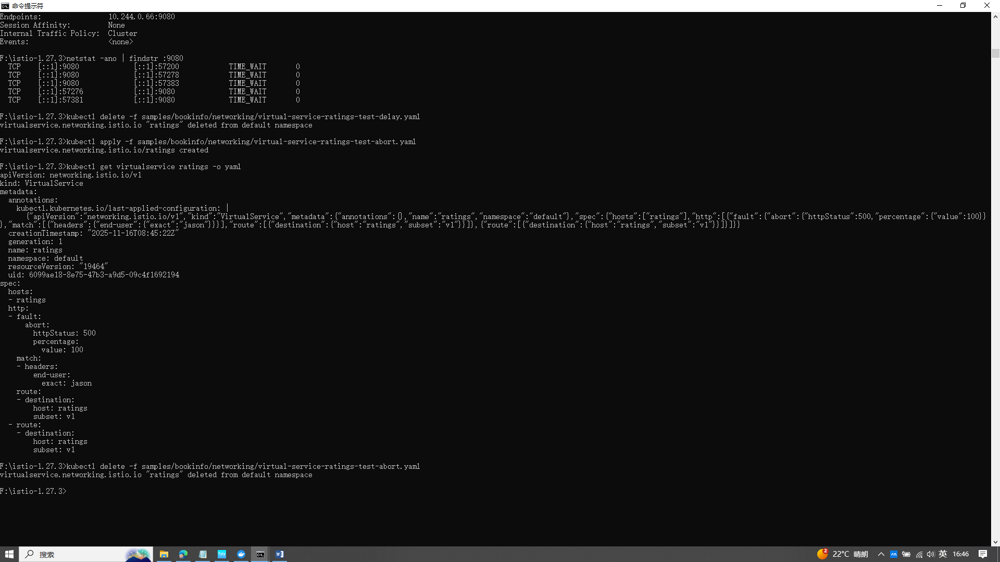 命令提示符
Endpoints:                10.244.0.66:9080
Session Affinity:         None
Internal Traffic Policy:  Cluster
Events:                   <none>
F:\istio-1.27.3>netstat -ano | findstr :9080
  TCP    [::1]:9080             [::1]:57200            TIME_WAIT       0
  TCP    [::1]:9080             [::1]:57278            TIME_WAIT       0
  TCP    [::1]:9080             [::1]:57383            TIME_WAIT       0
  TCP    [::1]:57276            [::1]:9080             TIME_WAIT       0
  TCP    [::1]:57381            [::1]:9080             TIME_WAIT       0
F:\istio-1.27.3>kubectl delete -f samples/bookinfo/networking/virtual-service-ratings-test-delay.yaml
virtualservice.networking.istio.io "ratings" deleted from default namespace
F:\istio-1.27.3>kubectl apply -f samples/bookinfo/networking/virtual-service-ratings-test-abort.yaml
virtualservice.networking.istio.io/ratings created
F:\istio-1.27.3>kubectl get virtualservice ratings -o yaml
apiVersion: networking.istio.io/v1
kind: VirtualService
metadata:
  annotations:
    kubectl.kubernetes.io/last-applied-configuration: |
      {"apiVersion":"networking.istio.io/v1","kind":"VirtualService","metadata":{"annotations":{},"name":"ratings","namespace":"default"},"spec":{"hosts":["ratings"],"http":[{"fault":{"abort":{"httpStatus":500,"percentage":{"value":100}}
},"match":[{"headers":{"end-user":{"exact":"jason"}}}],"route":[{"destination":{"host":"ratings","subset":"v1"}}]},{"route":[{"destination":{"host":"ratings","subset":"v1"}}]}]}}
  creationTimestamp: "2025-11-16T08:45:22Z"
  generation: 1
  name: ratings
  namespace: default
  resourceVersion: "19464"
  uid: 6099ae18-8e75-47b3-a9d5-09c4f1692194
spec:
  hosts:
  - ratings
  http:
  - fault:
      abort:
        httpStatus: 500
        percentage:
          value: 100
    match:
    - headers:
        end-user:
          exact: jason
    route:
    - destination:
        host: ratings
        subset: v1
  - route:
    - destination:
        host: ratings
        subset: v1
F:\istio-1.27.3>kubectl delete -f samples/bookinfo/networking/virtual-service-ratings-test-abort.yaml
virtualservice.networking.istio.io "ratings" deleted from default namespace
F:\istio-1.27.3>
搜索
Tyty
2
22°C 晴朗
英
16:46